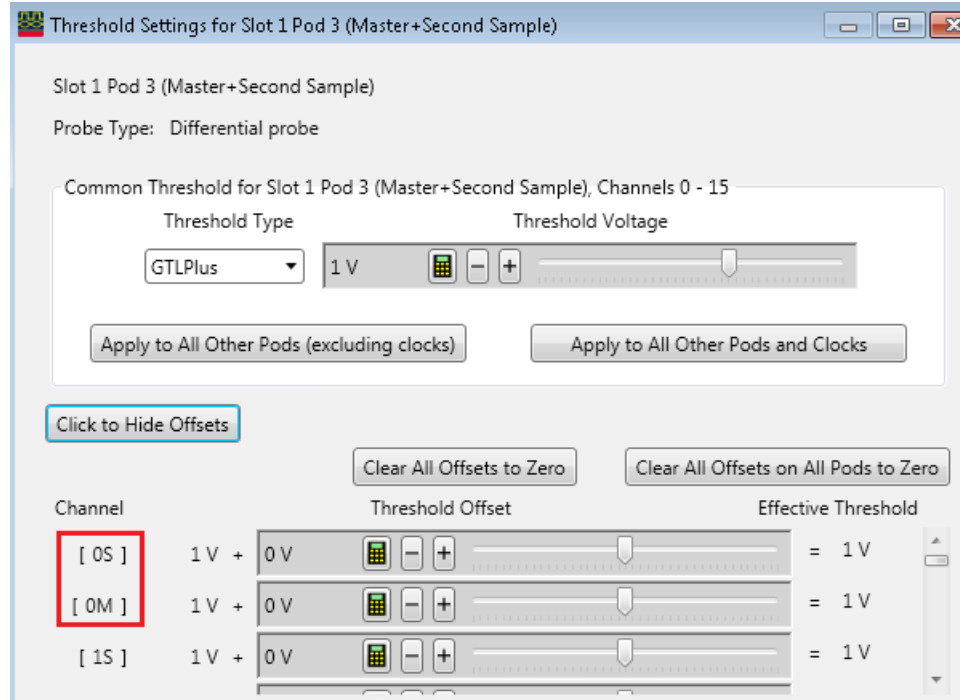 Threshold Settings for Slot 1 Pod 3 (Master+Second Sample)
Slot 1 Pod 3 (Master+Second Sample)
Probe Type: Differential probe
Common Threshold for Slot 1 Pod 3 (Master+Second Sample), Channels 0 - 15
Threshold Type Threshold Voltage
GTLPlus 1 V − +
Apply to All Other Pods (excluding clocks) Apply to All Other Pods and Clocks
Click to Hide Offsets
Clear All Offsets to Zero Clear All Offsets on All Pods to Zero
Channel Threshold Offset Effective Threshold
[ 0S ] 1 V + 0 V − + = 1 V
[ 0M ] 1 V + 0 V − + = 1 V
[ 1S ] 1 V + 0 V − + = 1 V